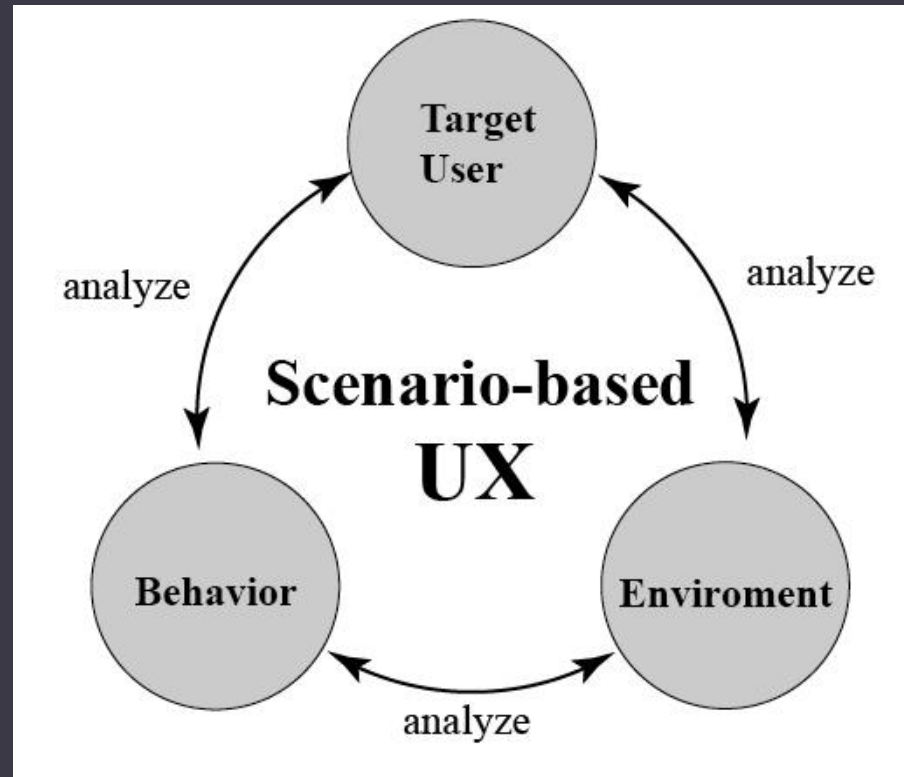 Target
User
analyze
analyze
Scenario-based
UX
Behavior
Enviroment
analyze